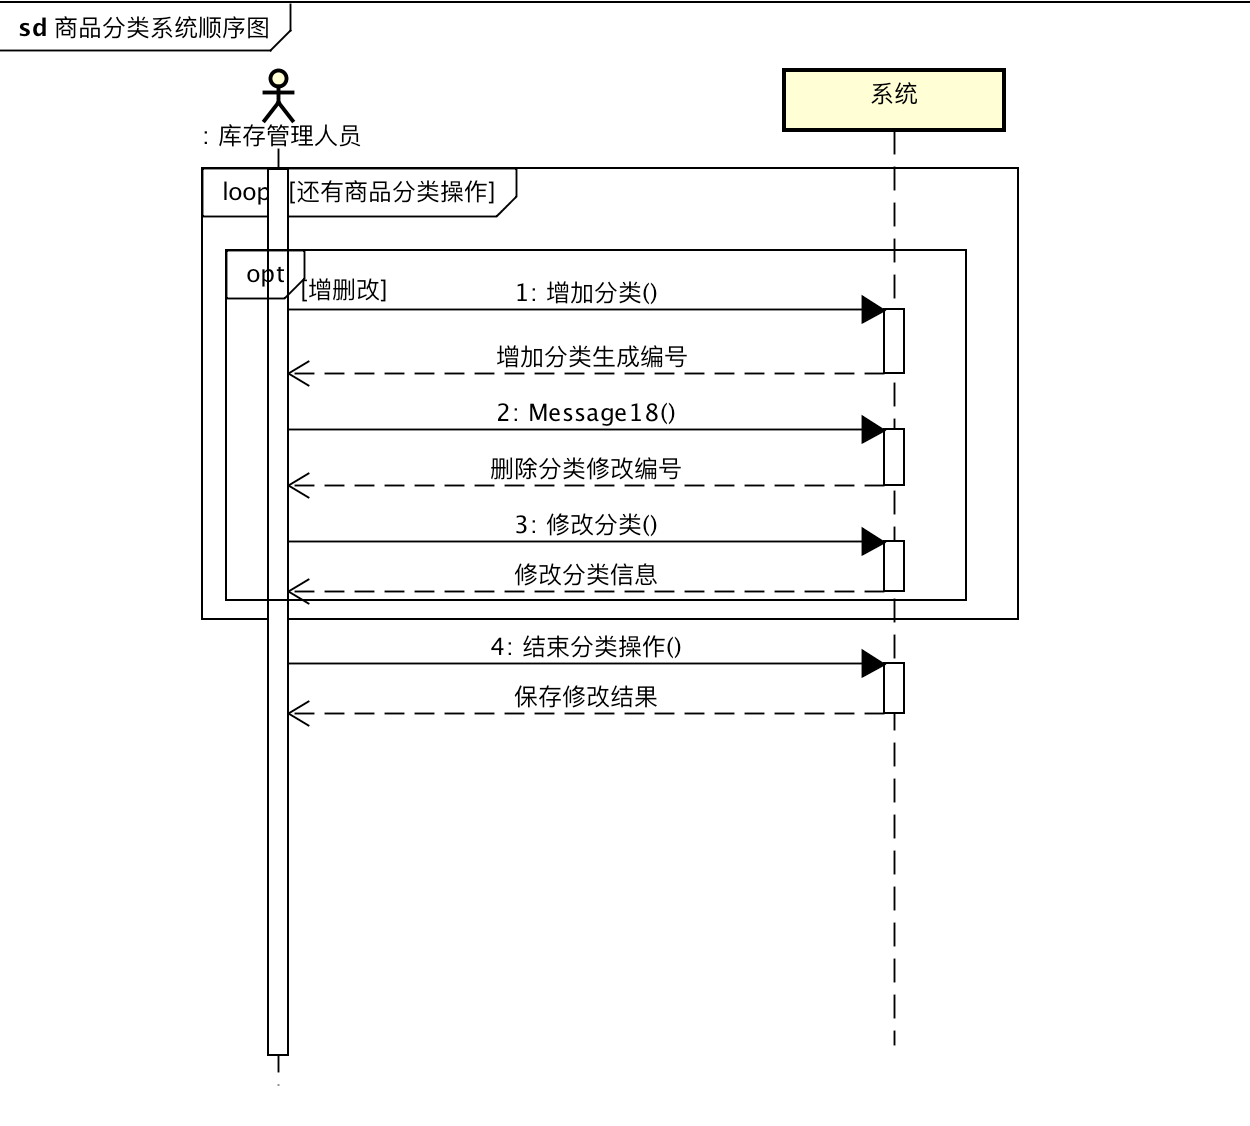 sd 商品分类系统顺序图
系统
: 库存管理人员
loop [还有商品分类操作]
opt
[增删改]
1: 增加分类()
增加分类生成编号
2: Message18()
删除分类修改编号
3: 修改分类()
修改分类信息
4: 结束分类操作()
保存修改结果